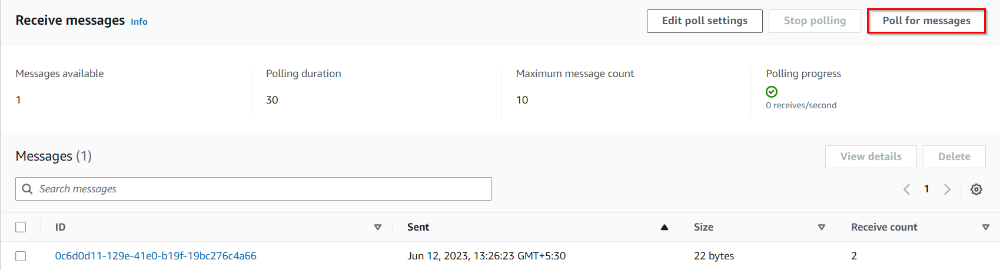 Receive messages Info Edit poll settings Stop polling Poll for messages
Messages available Polling duration Maximum message count Polling progress
1 30 10
0 receives/second
Messages (1) View details Delete
Search messages 1
ID Sent Size Receive count
0c6d0d11-129e-41e0-b19f-19bc276c4a66 Jun 12, 2023, 13:26:23 GMT+5:30 22 bytes 2